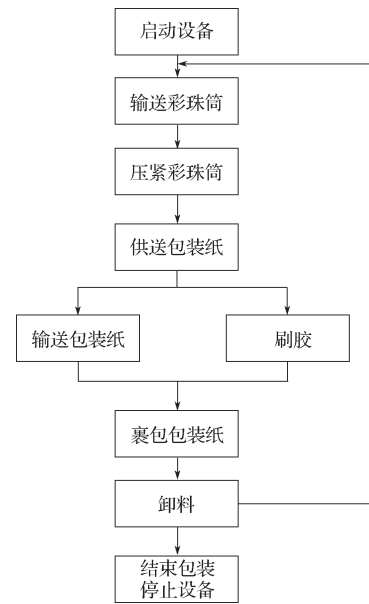 启动设备
输送彩珠筒
压紧彩珠筒
供送包装纸
输送包装纸
刷胶
裹包包装纸
卸料
结束包装
停止设备